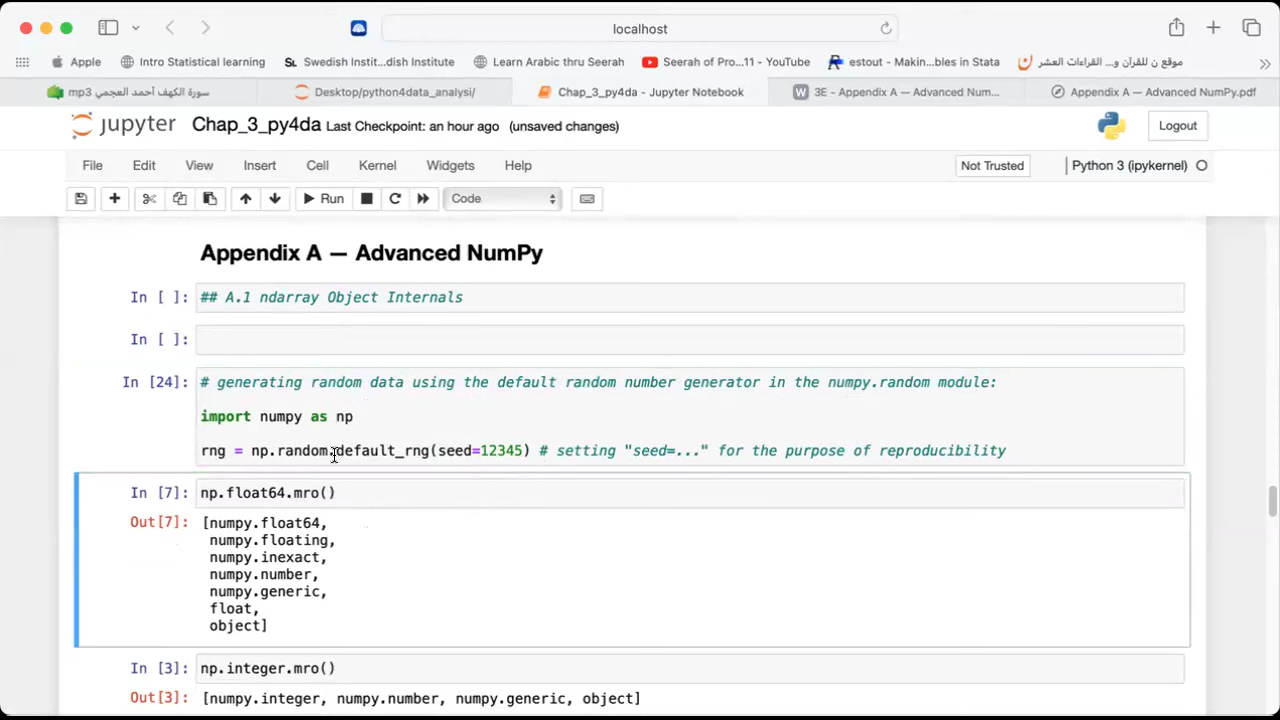 localhost
Apple
Intro Statistical learning
SL Swedish Instit...dish Institute
Learn Arabic thru Seerah
Seerah of Pro...11 - YouTube
estout - Makin...bles in Stata
موقع ن للقرآن و... القراءات العشر
سورة الكهف أحمد العجمي mp3
Desktop/python4data_analysi/
Chap_3_py4da - Jupyter Notebook
W 3E - Appendix A — Advanced Num...
Appendix A — Advanced NumPy.pdf
jupyter Chap_3_py4da Last Checkpoint: an hour ago (unsaved changes)
Logout
File Edit View Insert Cell Kernel Widgets Help
Not Trusted
Python 3 (ipykernel)
Run
Code
Appendix A — Advanced NumPy
In [ ]: ## A.1 ndarray Object Internals
In [ ]:
In [24]: # generating random data using the default random number generator in the numpy.random module:
import numpy as np
rng = np.random.default_rng(seed=12345) # setting "seed=..." for the purpose of reproducibility
In [7]: np.float64.mro()
Out[7]: [numpy.float64,
numpy.floating,
numpy.inexact,
numpy.number,
numpy.generic,
float,
object]
In [3]: np.integer.mro()
Out[3]: [numpy.integer, numpy.number, numpy.generic, object]